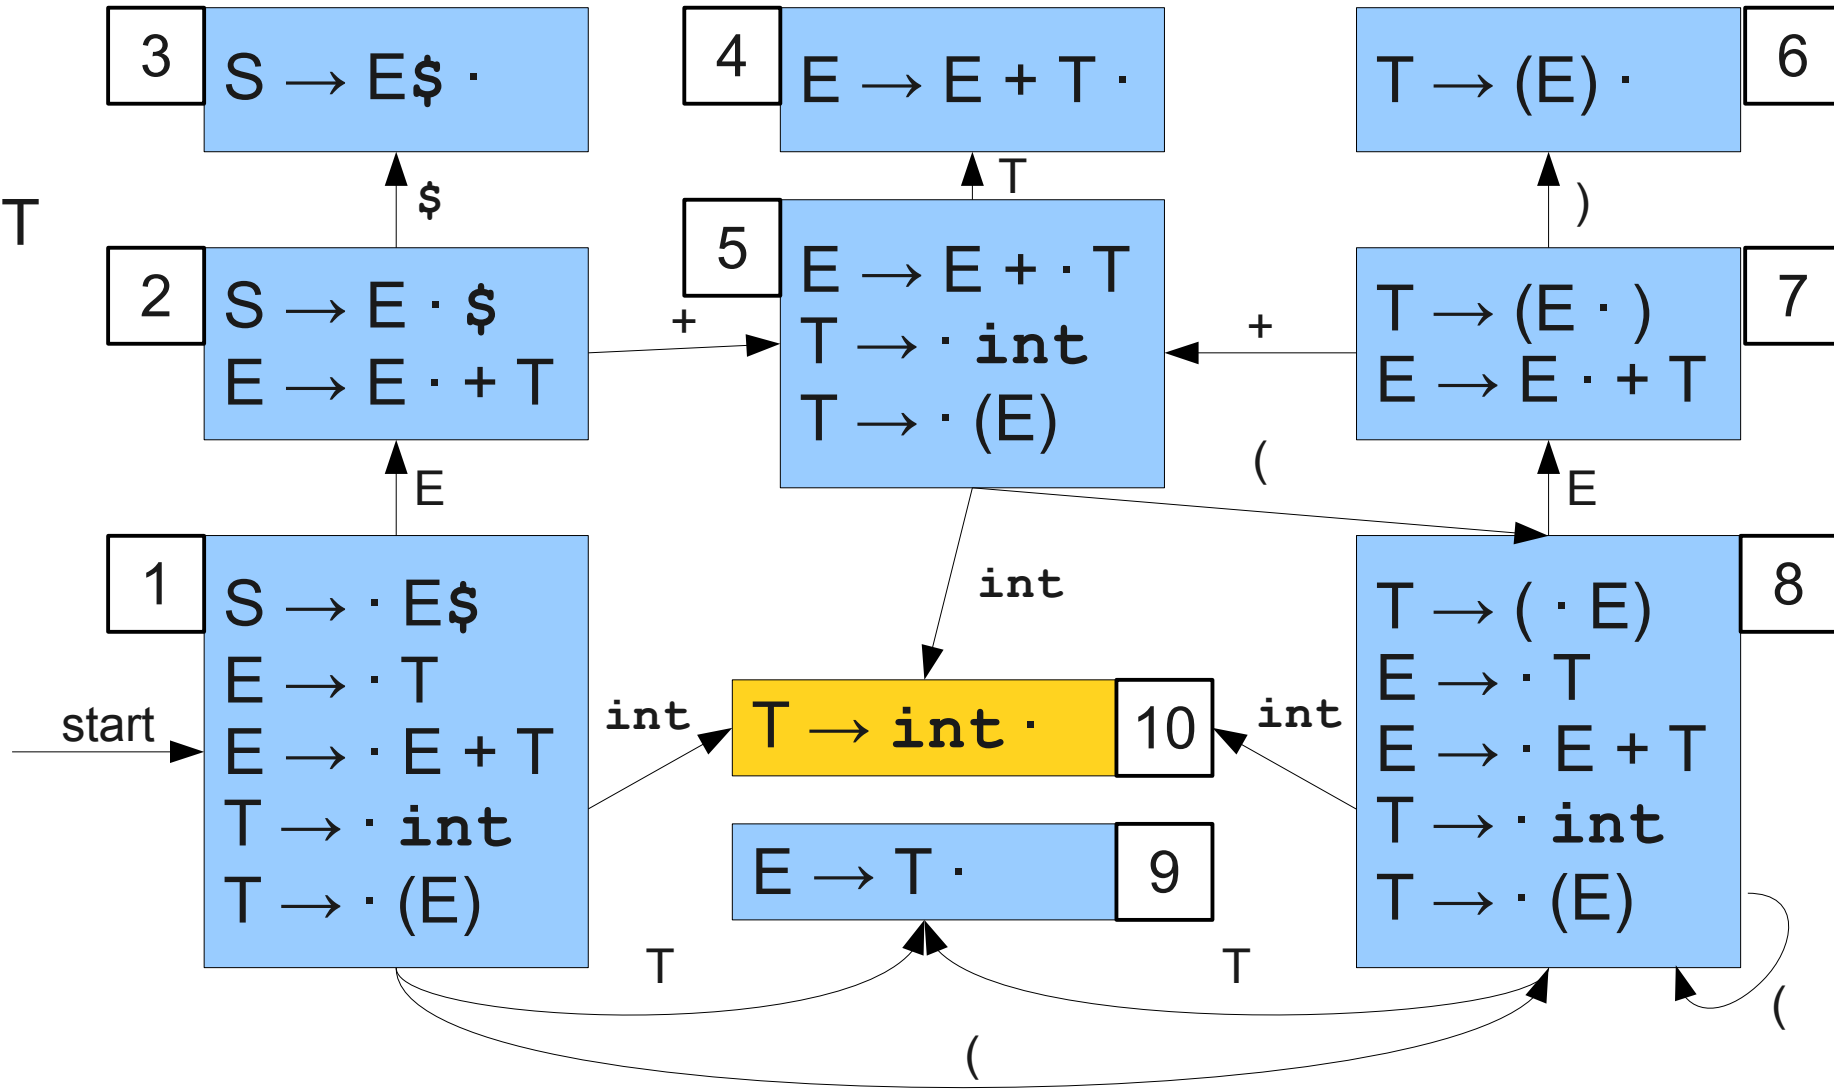 3
S → E$ ·
4
E → E + T ·
6
T → (E) ·
$
T
)
T
2
S → E · $
E → E · + T
+
5
E → E + · T
T → · int
T → · (E)
+
7
T → (E · )
E → E · + T
E
(
E
1
S → · E$
E → · T
E → · E + T
T → · int
T → · (E)
start
int
int
T → int ·
10
int
E → T ·
9
8
T → ( · E)
E → · T
E → · E + T
T → · int
T → · (E)
T
T
(
(